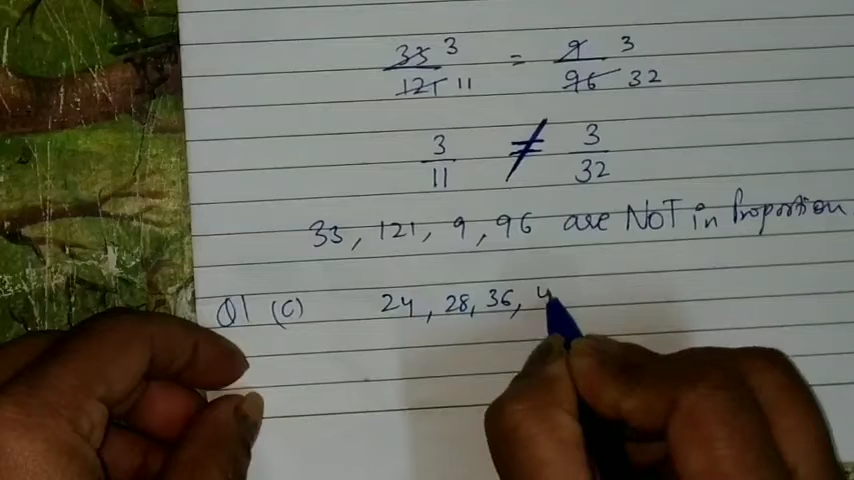 33 3 = 9 3
121 11 96 32
3 ≠ 3
11 32
33, 121, 9, 96 are NOT in Proportion
Q1 (C) 24, 28, 36, 4